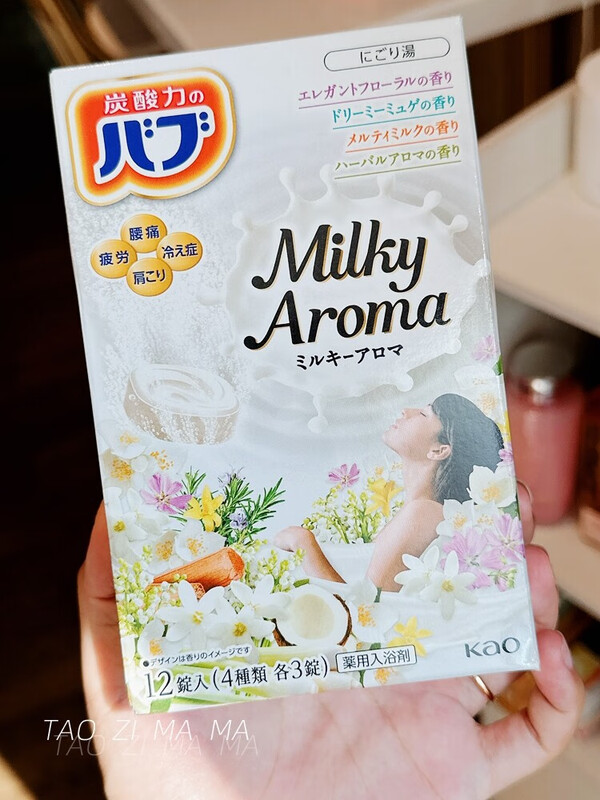 にごり湯
エレガントフローラルの香り
ドリーミーミュゲの香り
メルティミルクの香り
ハーバルアロマの香り
炭酸力の
バブ
腰痛
疲労
冷え症
肩こり
Milky
Aroma
ミルキーアロマ
●デザインは香りのイメージです
12錠入(4種類 各3錠)
薬用入浴剤
Kao
TAO ZI MA MA
TAO ZI MA MA